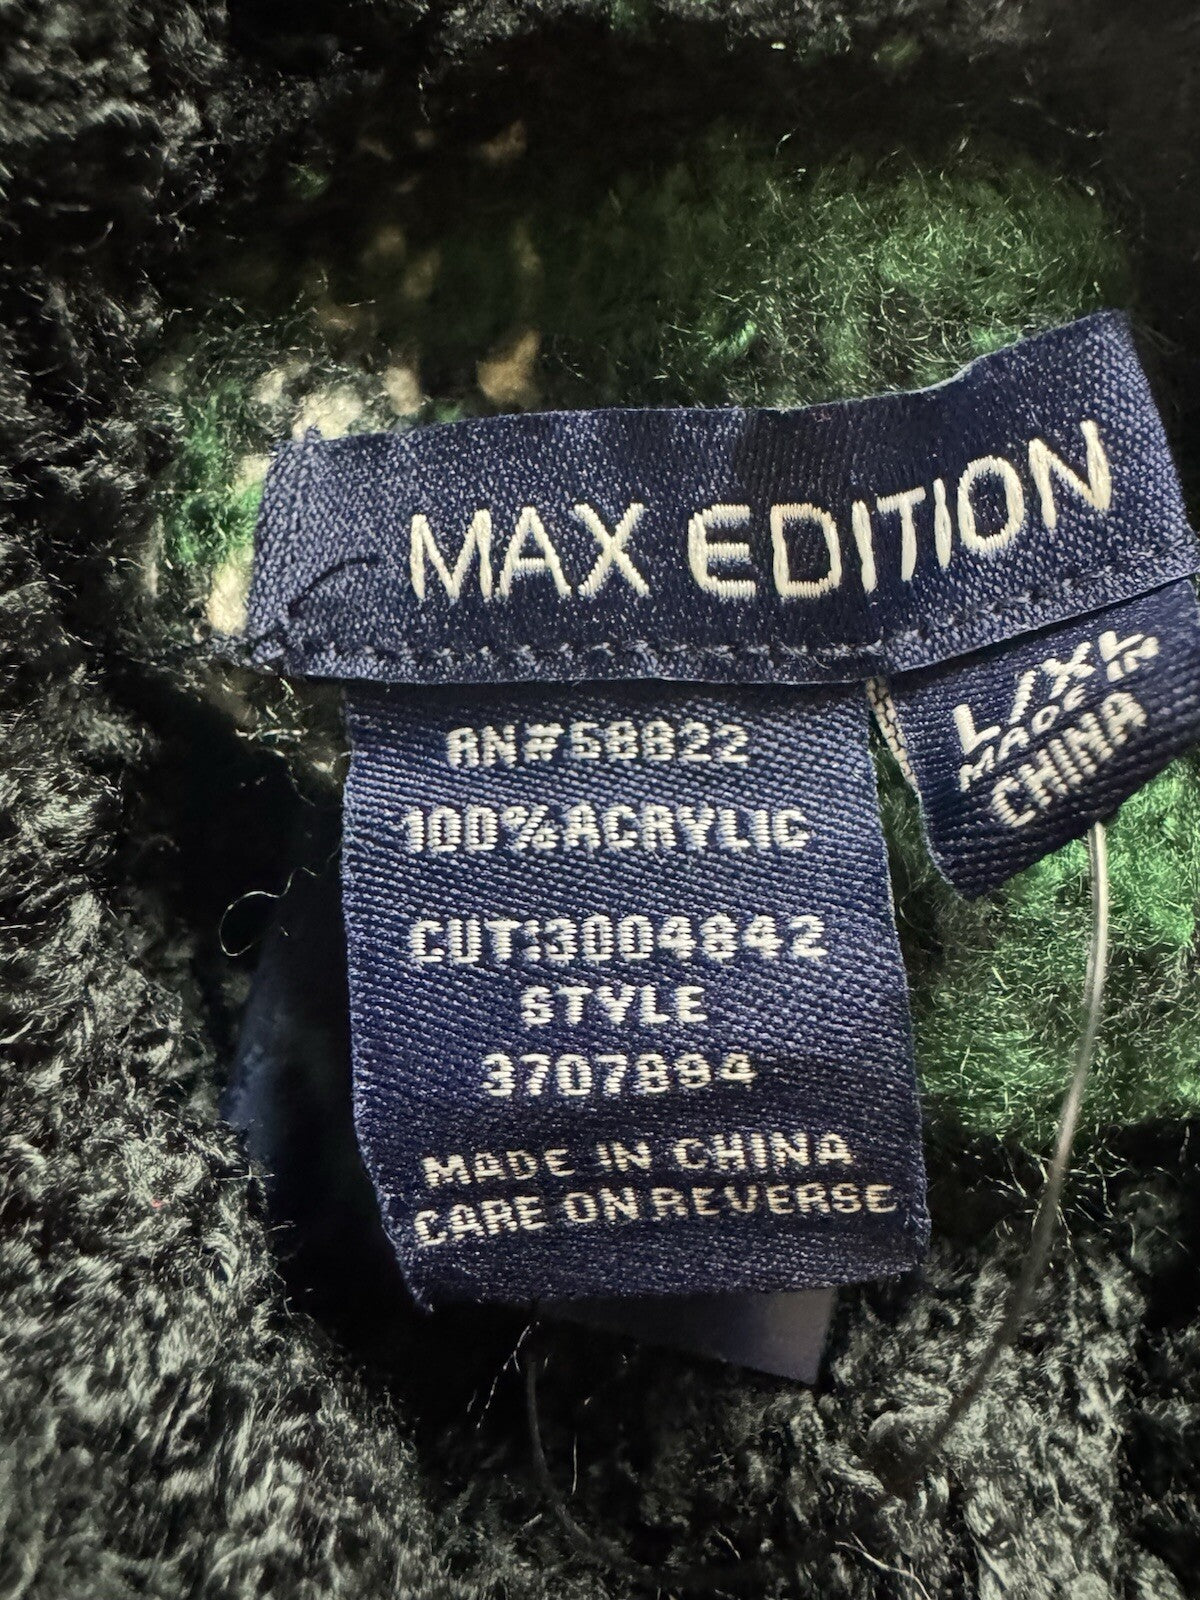 MAX EDITION
L/XL
MADE IN
CHINA
RN#58822
100%ACRYLIC
CUT:3004842
STYLE
3707894
MADE IN CHINA
CARE ON REVERSE